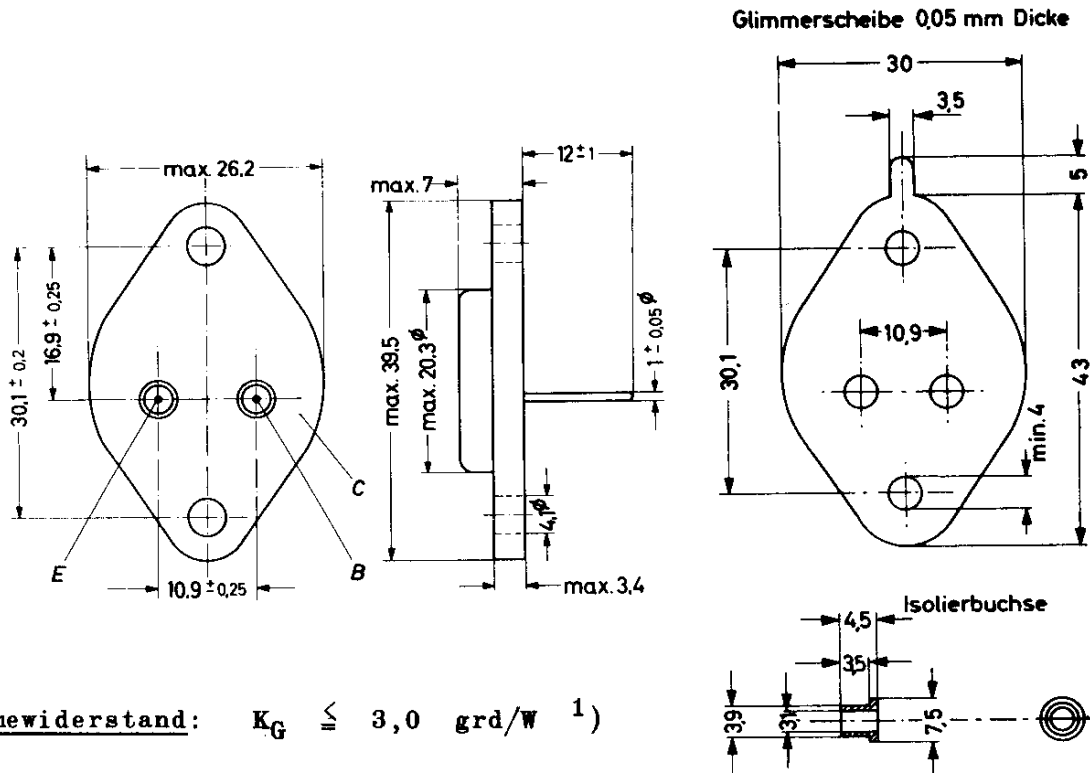 Glimmerscheibe 0,05 mm Dicke
30
3,5
5
max. 26,2
12 ±1
max. 7
30,1 ± 0,2
16,9 ± 0,25
max. 39,5
max. 20,3 ø
1 ± 0,05 ø
4,1 ø
E
B
C
10,9 ± 0,25
max. 3,4
30,1
10,9
43
min. 4
Isolierbuchse
4,5
3,5
3,9
3,1
7,5
ewiderstand: K_G ≦ 3,0 grd/W ¹)